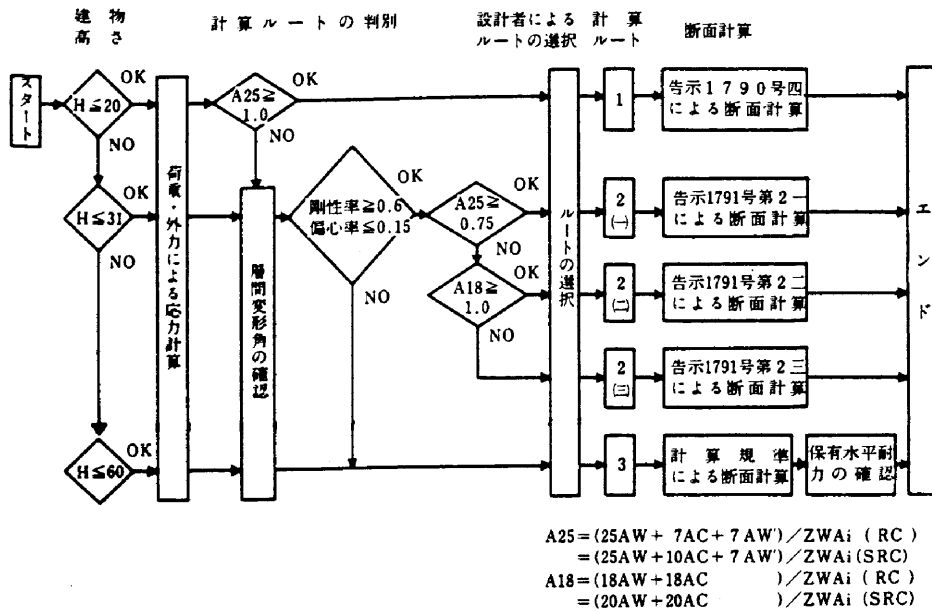 建物
高さ
計算ルートの判別
設計者による
ルートの選択
計算
ルート
断面計算
スタート
H≦20
OK
NO
H≦31
OK
NO
H≦60
OK
荷重・外力による応力計算
A25≧
1.0
OK
NO
層間変形角の確認
剛性率≧0.6
偏心率≦0.15
OK
NO
A25≧
0.75
OK
NO
A18≧
1.0
OK
NO
ルートの選択
1
告示1790号四
による断面計算
2
(一)
告示1791号第2一
による断面計算
2
(二)
告示1791号第2二
による断面計算
2
(三)
告示1791号第2三
による断面計算
3
計算規準
による断面計算
保有水平耐
力の確認
エンド
A25=(25AW+ 7AC+7AW')/ZWAi (RC)
=(25AW+10AC+7AW')/ZWAi(SRC)
A18=(18AW+18AC )/ZWAi (RC)
=(20AW+20AC )/ZWAi (SRC)